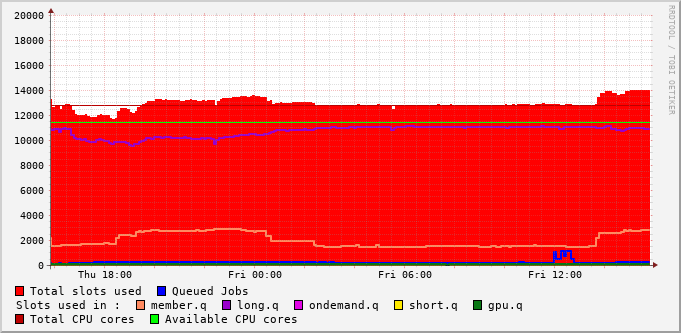 20000
18000
16000
14000
12000
10000
8000
6000
4000
2000
0
Thu 18:00 Fri 00:00 Fri 06:00 Fri 12:00
Total slots used Queued Jobs
Slots used in : member.q long.q ondemand.q short.q gpu.q
Total CPU cores Available CPU cores
RRDTOOL / TOBI OETIKER